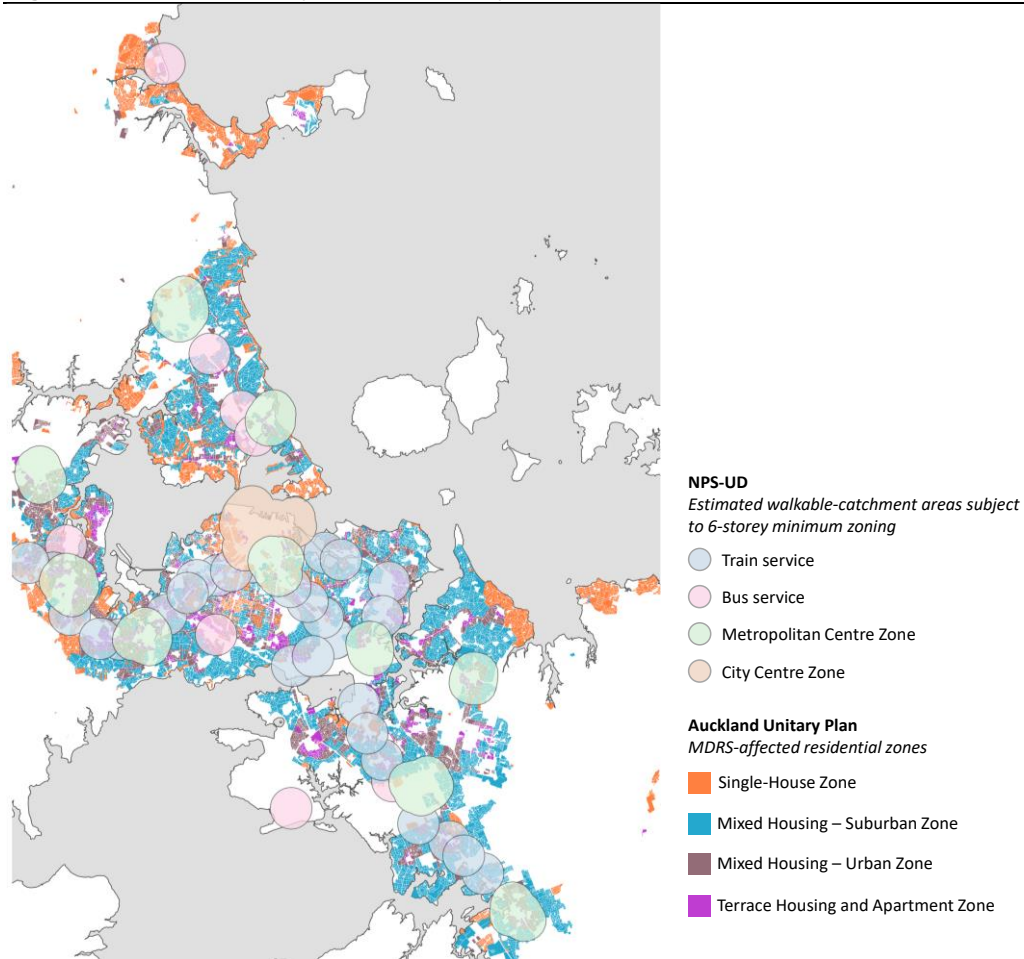 NPS-UD
Estimated walkable-catchment areas subject
to 6-storey minimum zoning
Train service
Bus service
Metropolitan Centre Zone
City Centre Zone
Auckland Unitary Plan
MDRS-affected residential zones
Single-House Zone
Mixed Housing – Suburban Zone
Mixed Housing – Urban Zone
Terrace Housing and Apartment Zone